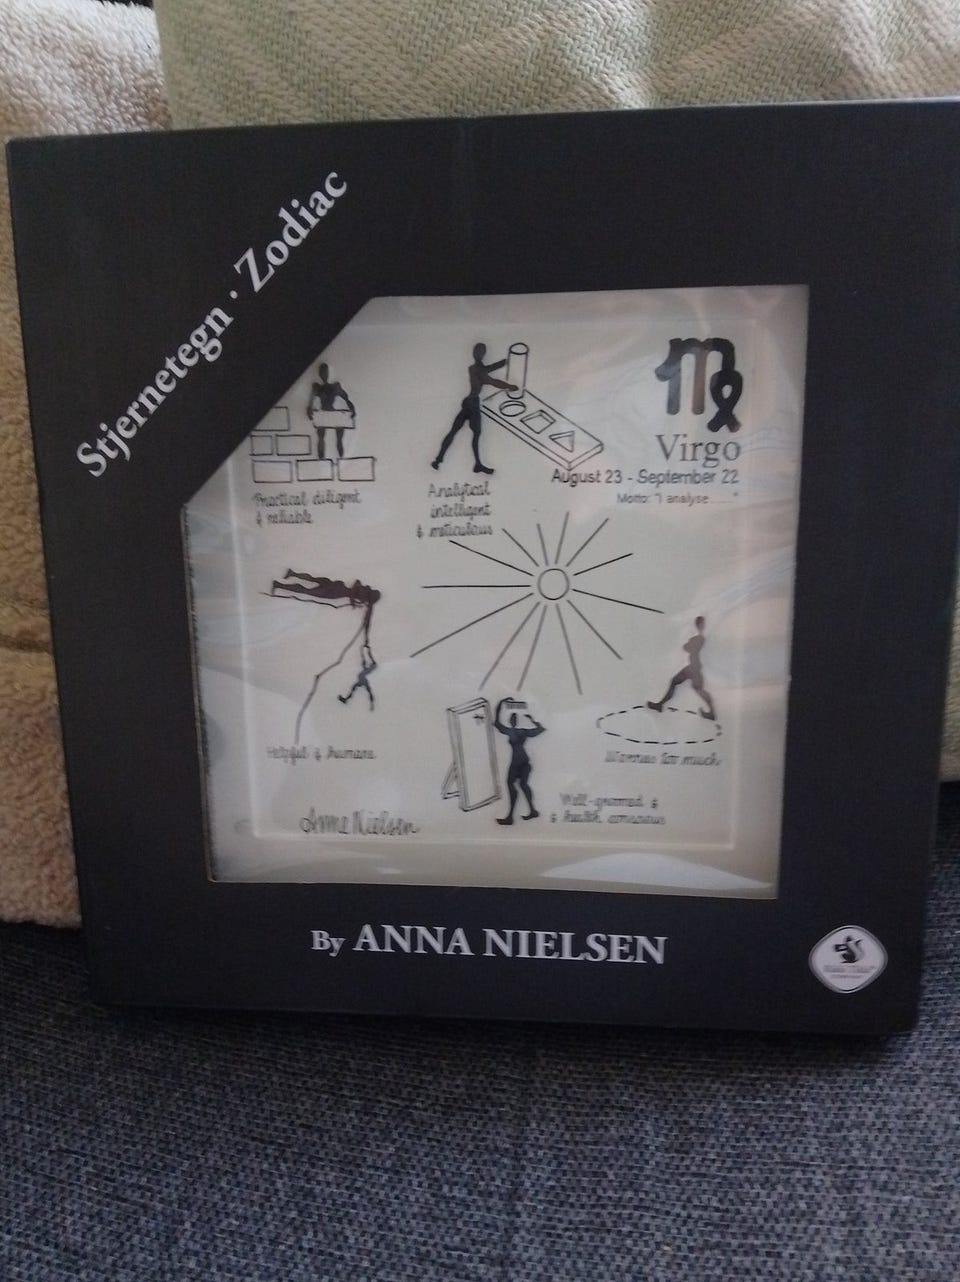 Stjernetegn · Zodiac
Practical diligent
& reliable
Analytical
intelligent
& meticulous
Virgo
August 23 - September 22
Motto: "I analyse....."
Helpful & humane
Worries too much
Well-groomed &
& health conscious
Anna Nielsen
By ANNA NIELSEN